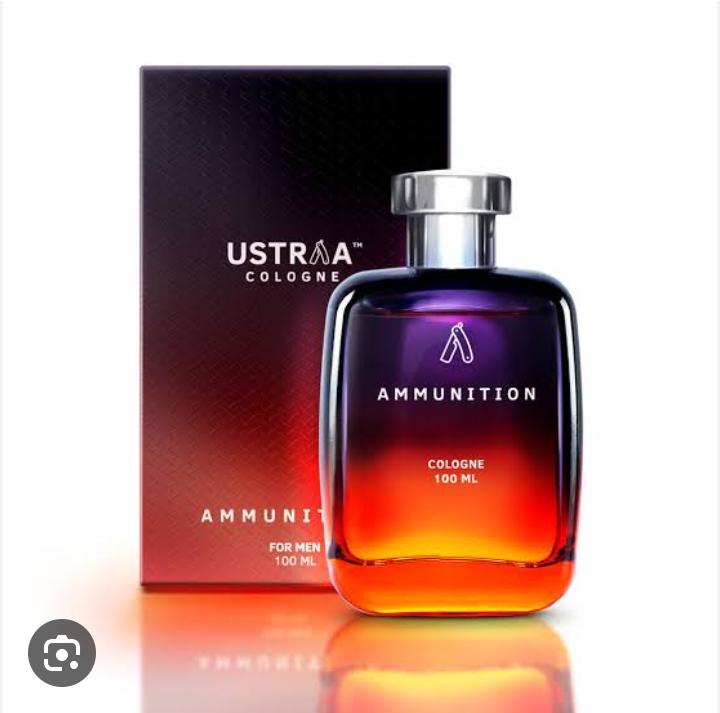 USTRAA™
COLOGNE
AMMUNIT
FOR MEN
100 ML
AMMUNITION
COLOGNE
100 ML